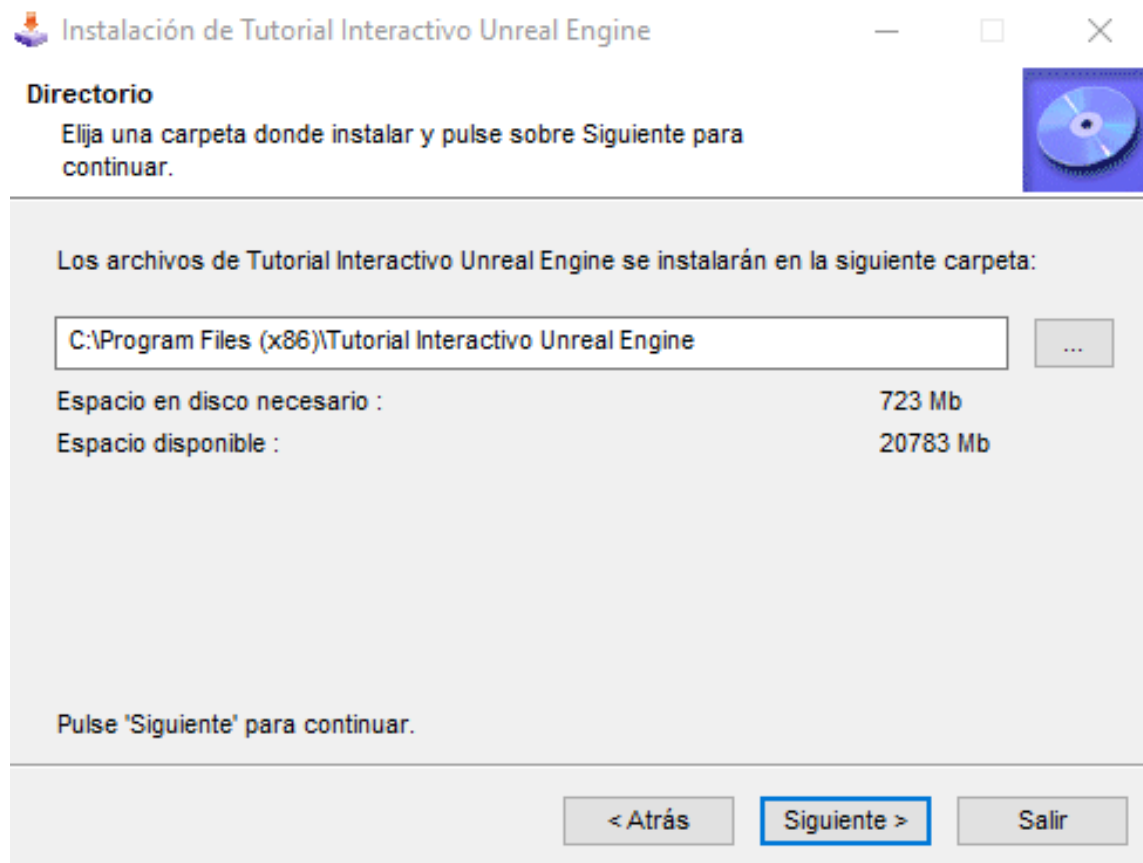 Instalación de Tutorial Interactivo Unreal Engine
Directorio
Elija una carpeta donde instalar y pulse sobre Siguiente para
continuar.
Los archivos de Tutorial Interactivo Unreal Engine se instalarán en la siguiente carpeta:
C:\Program Files (x86)\Tutorial Interactivo Unreal Engine
...
Espacio en disco necesario : 723 Mb
Espacio disponible : 20783 Mb
Pulse 'Siguiente' para continuar.
< Atrás Siguiente > Salir